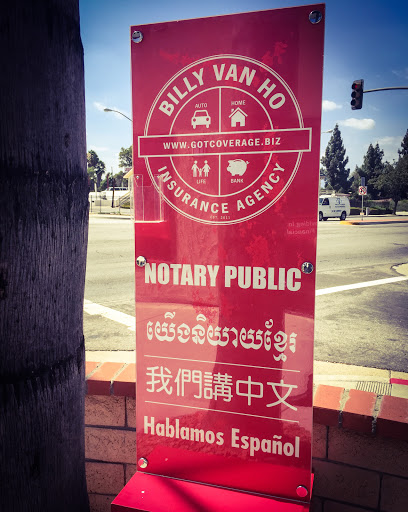 BILLY VAN HO
AUTO
HOME
WWW.GOTCOVERAGE.BIZ
LIFE
BANK
INSURANCE AGENCY
NOTARY PUBLIC
យើងនិយាយខ្មែរ
我們講中文
Hablamos Español